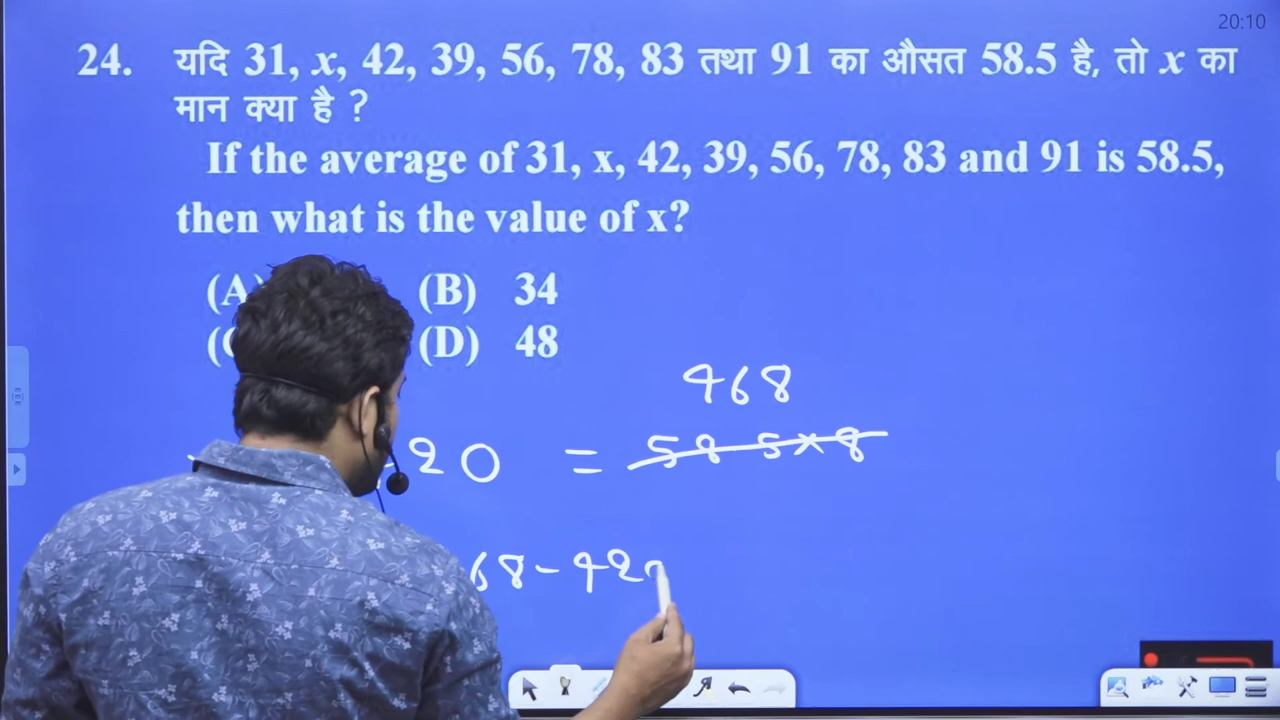 20:10
24. यदि 31, x, 42, 39, 56, 78, 83 तथा 91 का औसत 58.5 है, तो x का
मान क्या है ?
If the average of 31, x, 42, 39, 56, 78, 83 and 91 is 58.5,
then what is the value of x?
(A) (B) 34
(D) 48
468
20 = 58.5×8
68-42